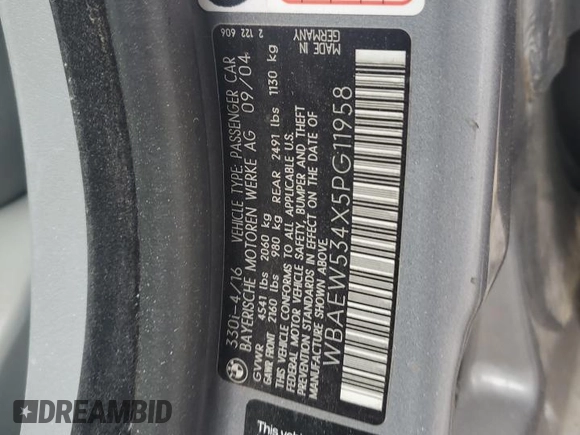 330i-4/16 VEHICLE TYPE: PASSENGER CAR
BAYERISCHE MOTOREN WERKE AG 09/04
GVWR 4541 lbs 2060 kg
GAWR FRONT 2160 lbs 980 kg REAR 2491 lbs 1130 kg
THIS VEHICLE CONFORMS TO ALL APPLICABLE U.S.
FEDERAL MOTOR VEHICLE SAFETY, BUMPER AND THEFT
PREVENTION STANDARDS IN EFFECT ON THE DATE OF
MANUFACTURE SHOWN ABOVE.
WBAEW534X5PG11958
2 122 606
MADE IN
GERMANY
This vehi
DREAMBID